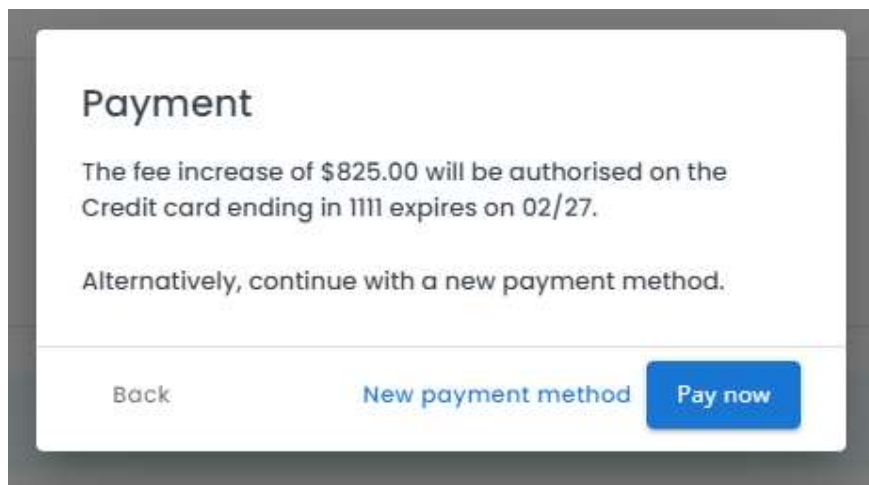 Payment
The fee increase of $825.00 will be authorised on the
Credit card ending in 1111 expires on 02/27.
Alternatively, continue with a new payment method.
Back New payment method Pay now